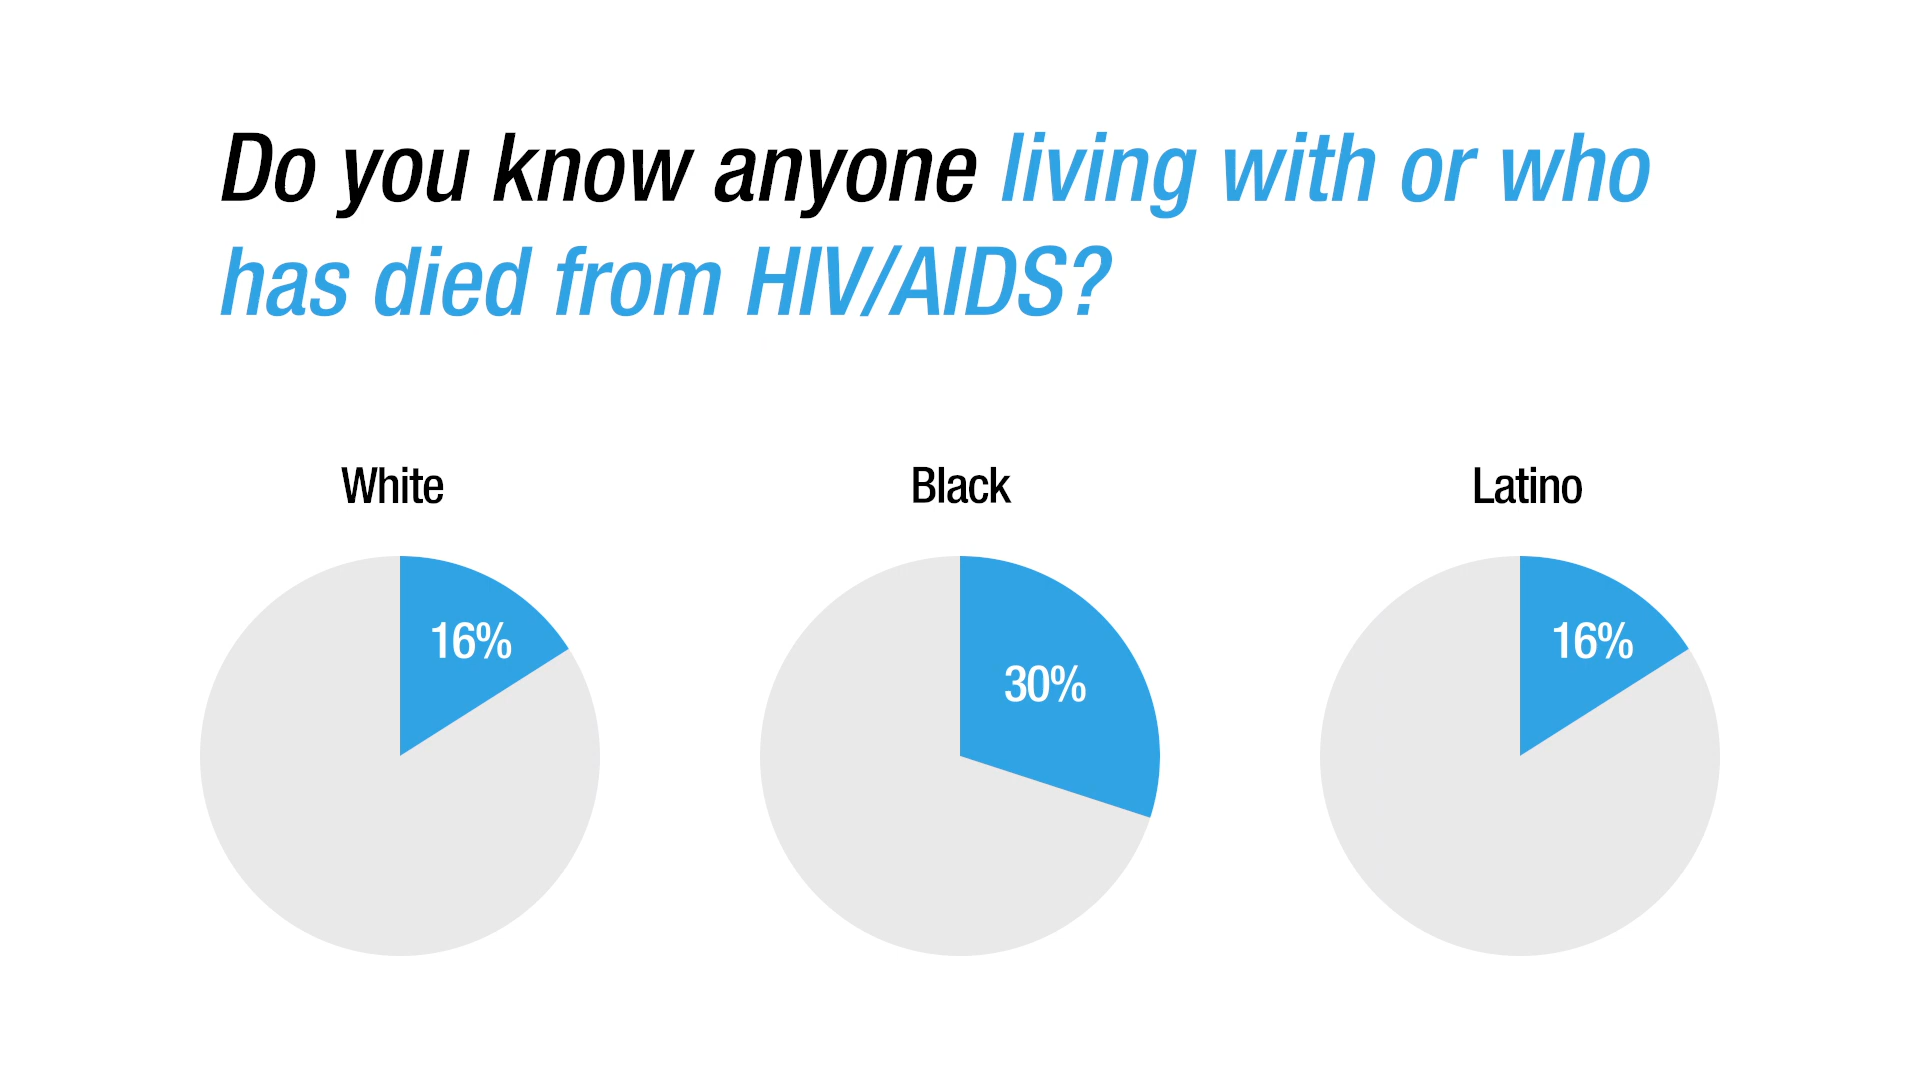 Do you know anyone living with or who
has died from HIV/AIDS?
White
Black
Latino
16%
30%
16%